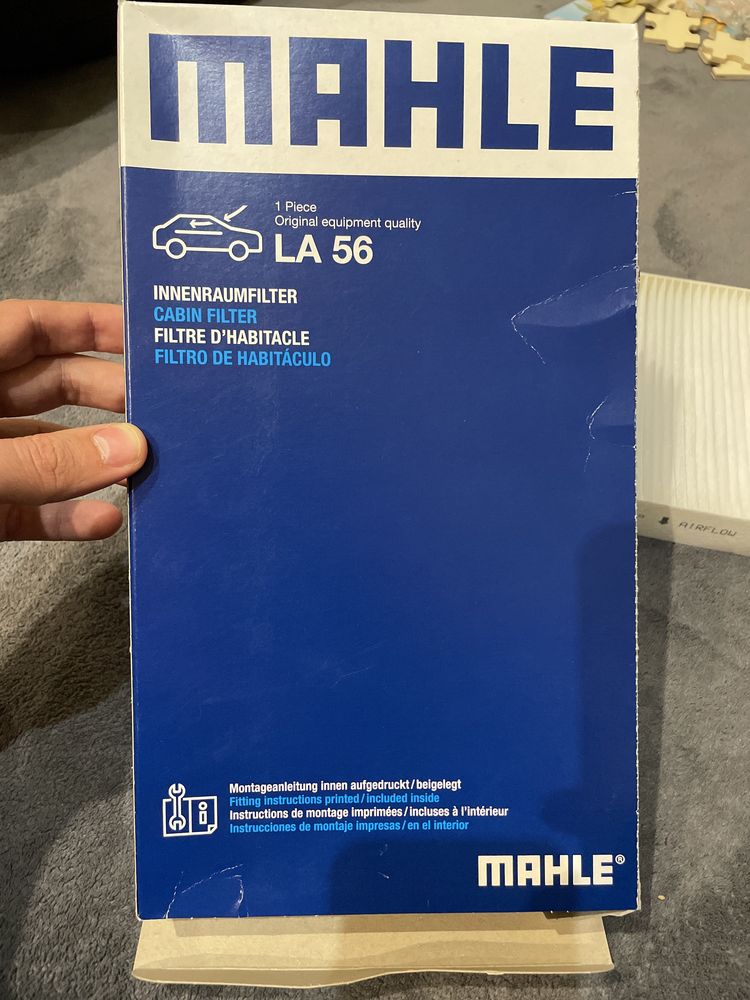 MAHLE
1 Piece
Original equipment quality
LA 56
INNENRAUMFILTER
CABIN FILTER
FILTRE D'HABITACLE
FILTRO DE HABITÁCULO
AIRFLOW
Montageanleitung innen aufgedruckt/beigelegt
Fitting instructions printed/included inside
Instructions de montage imprimées/incluses à l'intérieur
Instrucciones de montaje impresas/en el interior
MAHLE®